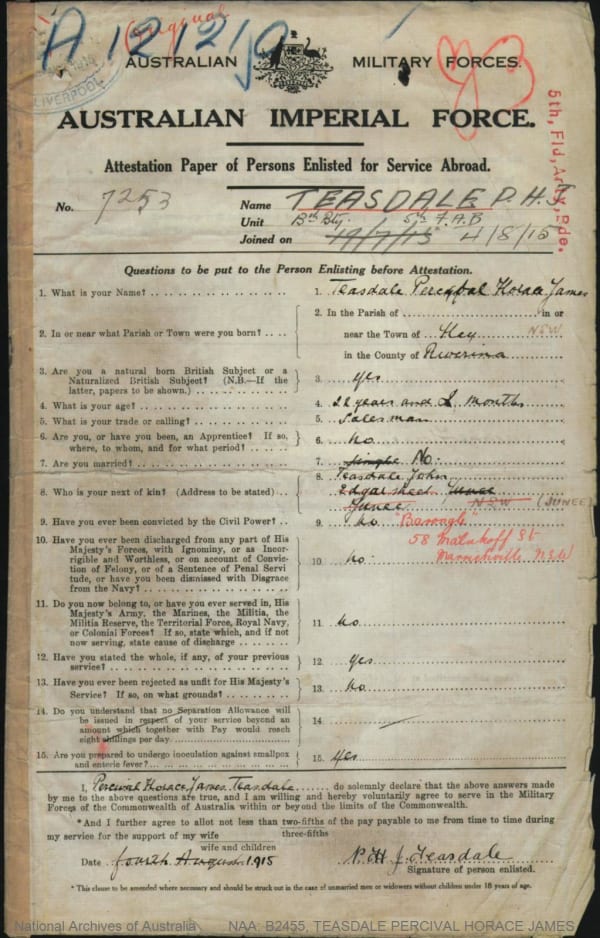 A 12121/9
Original
LIVERPOOL
AUSTRALIAN MILITARY FORCES.
AUSTRALIAN IMPERIAL FORCE.
5th, Fld, Arty, Bde.
Attestation Paper of Persons Enlisted for Service Abroad.
No. 7253
Name TEASDALE P. H. J
Unit Bty. 5th F.A.B
Joined on 19/7/15 4/8/15
Questions to be put to the Person Enlisting before Attestation.
1. What is your Name? 1. Teasdale Percival Horace James
2. In or near what Parish or Town were you born? 2. In the Parish of in or
near the Town of Hey NSW
in the County of Riverina
3. Are you a natural born British Subject or a
Naturalized British Subject? (N.B.—If the
latter, papers to be shown.) 3. yes
4. What is your age? 4. 22 years and months
5. What is your trade or calling? 5. Salesman
6. Are you, or have you been, an Apprentice? If so,
where, to whom, and for what period? 6. No
7. Are you married? 7. Single No.
8. Who is your next of kin? (Address to be stated) 8. Teasdale John
Edgar street Junee
Junee NSW (JUNEE)
9. Have you ever been convicted by the Civil Power? 9. No
58 Malakoff St
Marrickville NSW
10. Have you ever been discharged from any part of His
Majesty's Forces, with Ignominy, or as Incor-
rigible and Worthless, or on account of Convic-
tion of Felony, or of a Sentence of Penal Servi
tude, or have you been dismissed with Disgrace
from the Navy? 10. No.
11. Do you now belong to, or have you ever served in, His
Majesty's Army, the Marines, the Militia, the
Militia Reserve, the Territorial Force, Royal Navy,
or Colonial Forces? If so, state which, and if not
now serving, state cause of discharge 11. No
12. Have you stated the whole, if any, of your previous
service? 12. yes
13. Have you ever been rejected as unfit for His Majesty's
Service? If so, on what grounds? 13. No
14. Do you understand that no Separation Allowance will
be issued in respect of your service beyond an
amount which together with Pay would reach
eight shillings per day 14.
15. Are you prepared to undergo inoculation against smallpox
and enteric fever? 15. Yes
I, Percival Horace James Teasdale do solemnly declare that the above answers made
by me to the above questions are true, and I am willing and hereby voluntarily agree to serve in the Military
Forces of the Commonwealth of Australia within or beyond the limits of the Commonwealth.
*And I further agree to allot not less than two-fifths of the pay payable to me from time to time during
three-fifths
my service for the support of my wife
wife and children
Date fourth August 1915 P H J Teasdale
Signature of person enlisted.
* This clause to be amended where necessary and should be struck out in the case of unmarried men or widowers without children under 18 years of age.
National Archives of Australia NAA: B2455, TEASDALE PERCIVAL HORACE JAMES